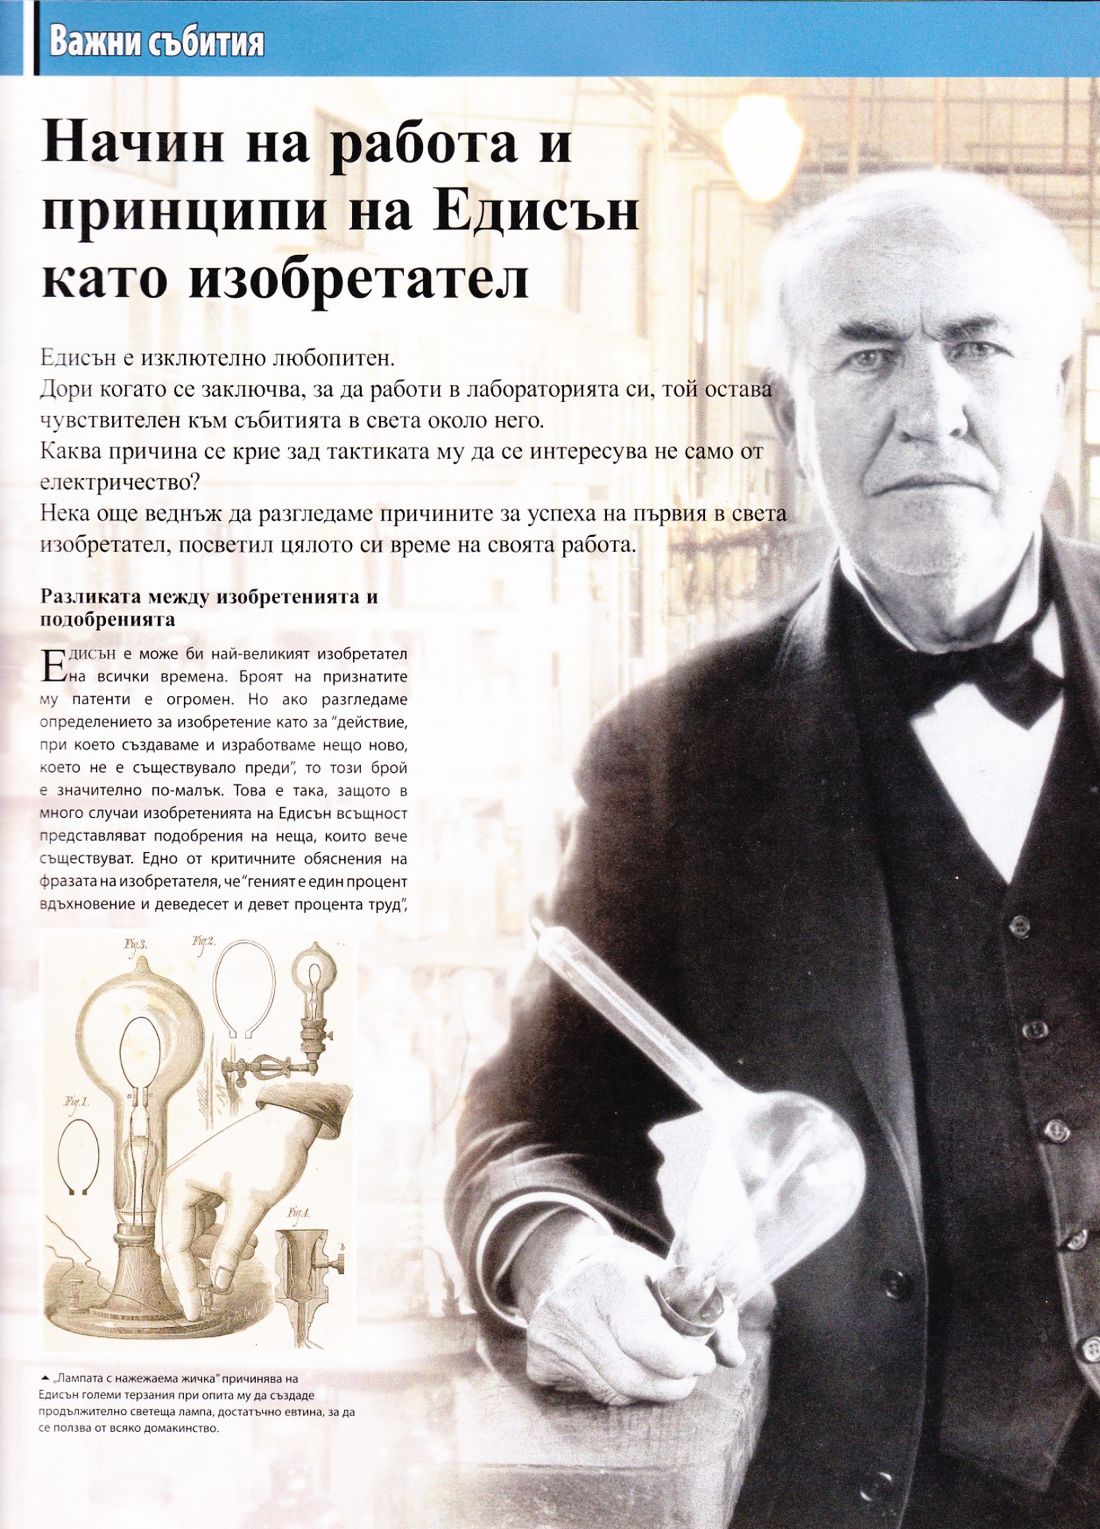 Важни събития
Начин на работа и
принципи на Едисън
като изобретател
Едисън е изклютелно любопитен.
Дори когато се заключва, за да работи в лабораторията си, той остава
чувствителен към събитията в света около него.
Каква причина се крие зад тактиката му да се интересува не само от
електричество?
Нека още веднъж да разгледаме причините за успеха на първия в света
изобретател, посветил цялото си време на своята работа.
Разликата между изобретенията и
подобренията
Едисън е може би най-великият изобретател
на всички времена. Броят на признатите
му патенти е огромен. Но ако разгледаме
определението за изобретение като за “действие,
при което създаваме и изработваме нещо ново,
което не е съществувало преди”, то този брой
е значително по-малък. Това е така, защото в
много случаи изобретенията на Едисън всъщност
представляват подобрения на неща, които вече
съществуват. Едно от критичните обяснения на
фразата на изобретателя, че “геният е един процент
вдъхновение и деведесет и девет процента труд”,
Fig.3.
Fig.2.
Fig.1.
Fig.4.
b
„Лампата с нажежаема жичка” причинява на
Едисън големи терзания при опита му да създаде
продължително светеща лампа, достатъчно евтина, за да
се ползва от всяко домакинство.